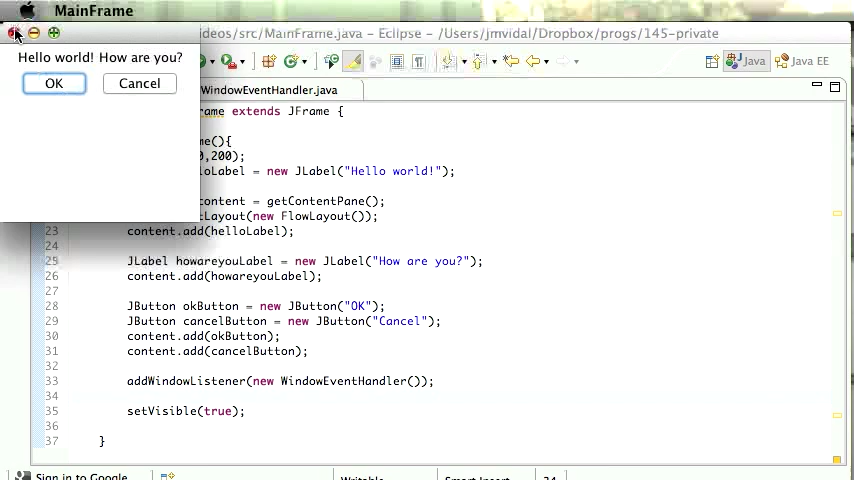 MainFrame
ideos/src/MainFrame.java - Eclipse - /Users/jmvidal/Dropbox/progs/145-private
Hello world! How are you?
OK Cancel
Java Java EE
WindowEventHandler.java
ame extends JFrame {
me(){
0,200);
loLabel = new JLabel("Hello world!");
ontent = getContentPane();
tLayout(new FlowLayout());
23 content.add(helloLabel);
24
25 JLabel howareyouLabel = new JLabel("How are you?");
26 content.add(howareyouLabel);
27
28 JButton okButton = new JButton("OK");
29 JButton cancelButton = new JButton("Cancel");
30 content.add(okButton);
31 content.add(cancelButton);
32
33 addWindowListener(new WindowEventHandler());
34
35 setVisible(true);
36
37 }
Sign in to Google Writable Smart Insert 34